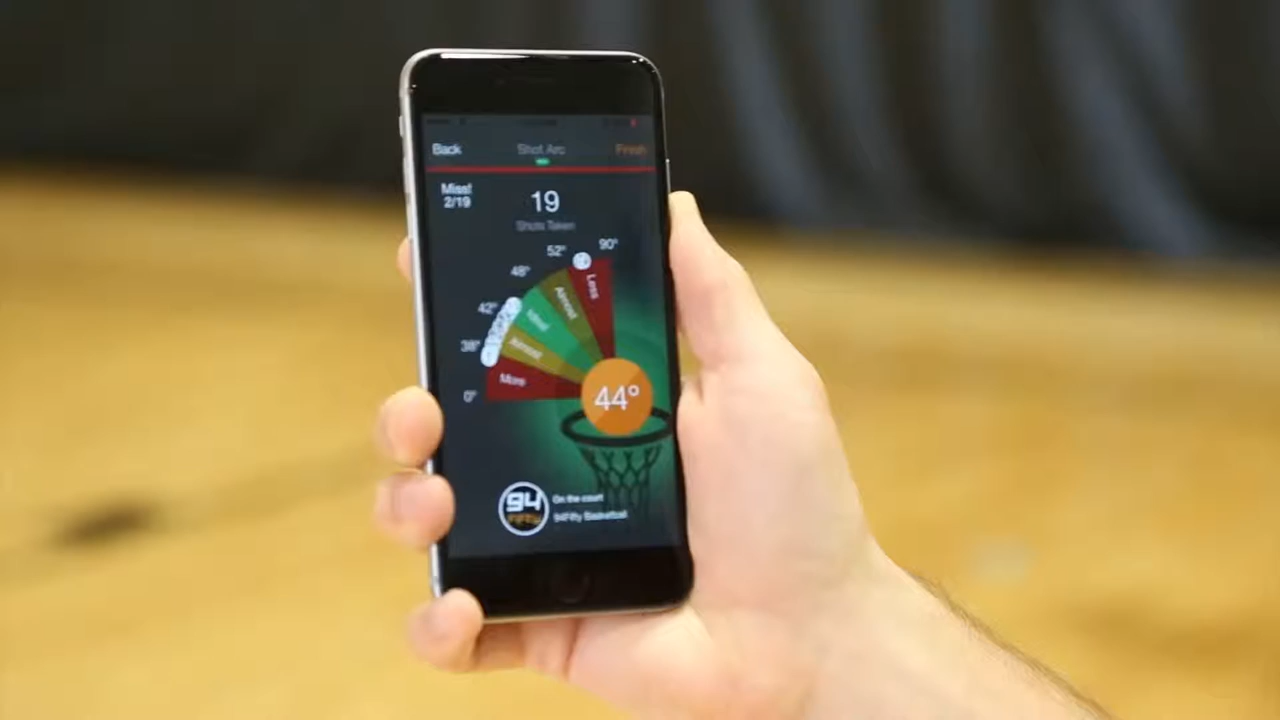 Back Shot Arc Finish
Miss!
2/19
19
Shots Taken
90°
52°
48°
42°
38°
0°
Less
Almost
Ideal
Almost
More
44°
94
FIFTY
On the court
94Fifty Basketball